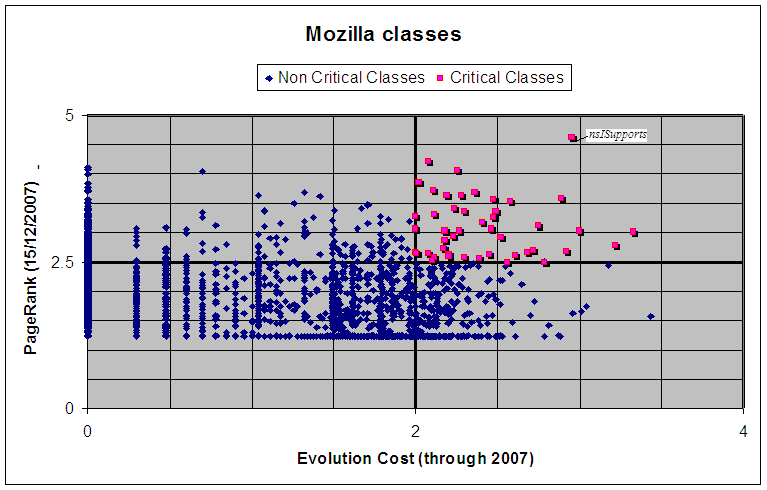 Mozilla classes
Non Critical Classes Critical Classes
5
nsISupports
PageRank (15/12/2007) -
2.5
0
0 2 4
Evolution Cost (through 2007)